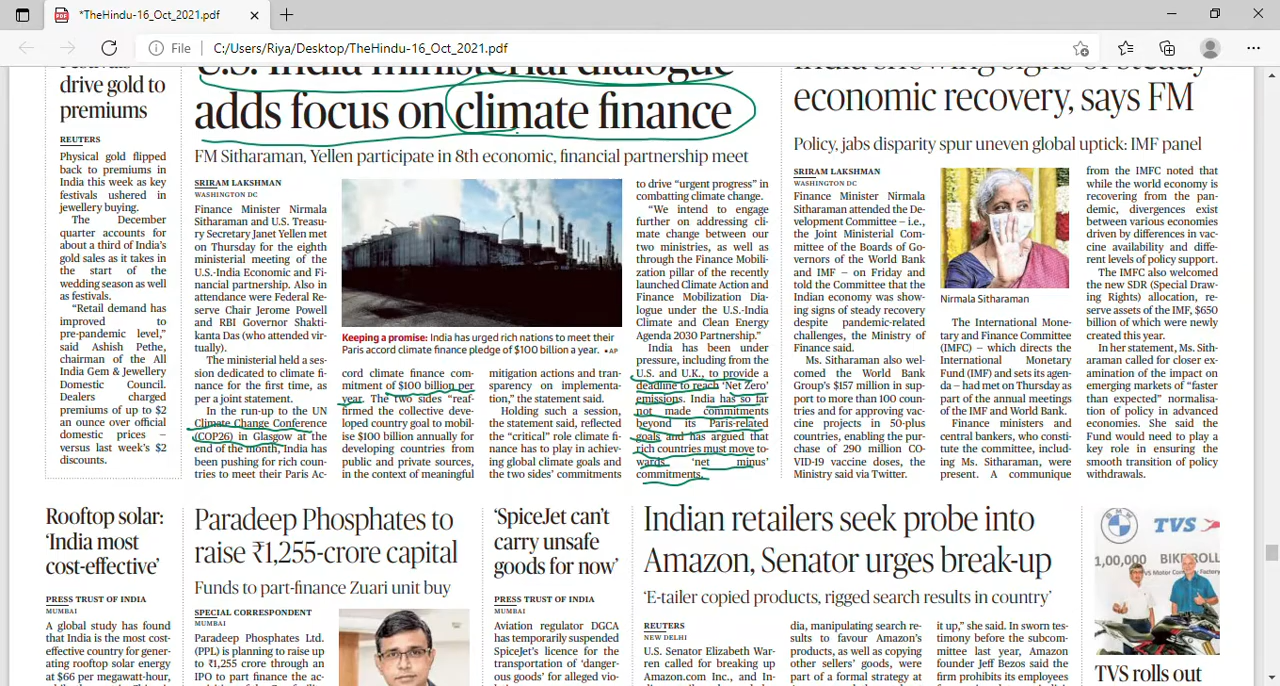 *TheHindu-16_Oct_2021.pdf
File
C:/Users/Riya/Desktop/TheHindu-16_Oct_2021.pdf
drive gold to
premiums
REUTERS
Physical gold flipped
back to premiums in
India this week as key
festivals ushered in
jewellery buying.
The December
quarter accounts for
about a third of India's
gold sales as it takes in
the start of the
wedding season as well
as festivals.
"Retail demand has
improved to
pre-pandemic level,"
said Ashish Pethe,
chairman of the All
India Gem & Jewellery
Domestic Council.
Dealers charged
premiums of up to $2
an ounce over official
domestic prices –
versus last week's $2
discounts.
U.S. India ministerial dialogue
adds focus on climate finance
FM Sitharaman, Yellen participate in 8th economic, financial partnership meet
SRIRAM LAKSHMAN
WASHINGTON DC
Finance Minister Nirmala
Sitharaman and U.S. Treasu-
ry Secretary Janet Yellen met
on Thursday for the eighth
ministerial meeting of the
U.S.-India Economic and Fi-
nancial partnership. Also in
attendance were Federal Re-
serve Chair Jerome Powell
and RBI Governor Shakti-
kanta Das (who attended vir-
tually).
The ministerial held a ses-
sion dedicated to climate fi-
nance for the first time, as
per a joint statement.
In the run-up to the UN
Climate Change Conference
(COP26) in Glasgow at the
end of the month, India has
been pushing for rich coun-
tries to meet their Paris Ac-
Keeping a promise: India has urged rich nations to meet their
Paris accord climate finance pledge of $100 billion a year. •AP
cord climate finance com-
mitment of $100 billion per
year. The two sides "reaf-
firmed the collective deve-
loped country goal to mobil-
ise $100 billion annually for
developing countries from
public and private sources,
in the context of meaningful
mitigation actions and tran-
sparency on implementa-
tion," the statement said.
Holding such a session,
the statement said, reflected
the "critical" role climate fi-
nance has to play in achiev-
ing global climate goals and
the two sides' commitments
to drive "urgent progress" in
combatting climate change.
"We intend to engage
further on addressing cli-
mate change between our
two ministries, as well as
through the Finance Mobili-
zation pillar of the recently
launched Climate Action and
Finance Mobilization Dia-
logue under the U.S.-India
Climate and Clean Energy
Agenda 2030 Partnership."
India has been under
pressure, including from the
U.S. and U.K., to provide a
deadline to reach 'Net Zero'
emissions. India has so far
not made commitments
beyond its Paris-related
goals and has argued that
rich countries must move to-
wards 'net minus'
commitments.
economic recovery, says FM
Policy, jabs disparity spur uneven global uptick: IMF panel
SRIRAM LAKSHMAN
WASHINGTON DC
Finance Minister Nirmala
Sitharaman attended the De-
velopment Committee – i.e.,
the Joint Ministerial Com-
mittee of the Boards of Go-
vernors of the World Bank
and IMF – on Friday and
told the Committee that the
Indian economy was show-
ing signs of steady recovery
despite pandemic-related
challenges, the Ministry of
Finance said.
Ms. Sitharaman also wel-
comed the World Bank
Group's $157 million in sup-
port to more than 100 coun-
tries and for approving vac-
cine projects in 50-plus
countries, enabling the pur-
chase of 290 million CO-
VID-19 vaccine doses, the
Ministry said via Twitter.
Nirmala Sitharaman
The International Mone-
tary and Finance Committee
(IMFC) – which directs the
International Monetary
Fund (IMF) and sets its agen-
da – had met on Thursday as
part of the annual meetings
of the IMF and World Bank.
Finance ministers and
central bankers, who consti-
tute the committee, includ-
ing Ms. Sitharaman, were
present. A communique
from the IMFC noted that
while the world economy is
recovering from the pan-
demic, divergences exist
between various economies
driven by differences in vac-
cine availability and diffe-
rent levels of policy support.
The IMFC also welcomed
the new SDR (Special Draw-
ing Rights) allocation, re-
serve assets of the IMF, $650
billion of which were newly
created this year.
In her statement, Ms. Sith-
araman called for closer ex-
amination of the impact on
emerging markets of "faster
than expected" normalisa-
tion of policy in advanced
economies. She said the
Fund would need to play a
key role in ensuring the
smooth transition of policy
withdrawals.
Rooftop solar:
'India most
cost-effective'
PRESS TRUST OF INDIA
MUMBAI
A global study has found
that India is the most cost-
effective country for gener-
ating rooftop solar energy
at $66 per megawatt-hour,
Paradeep Phosphates to
raise ₹1,255-crore capital
Funds to part-finance Zuari unit buy
SPECIAL CORRESPONDENT
MUMBAI
Paradeep Phosphates Ltd.
(PPL) is planning to raise up
to ₹1,255 crore through an
IPO to part finance the ac-
'SpiceJet can't
carry unsafe
goods for now'
PRESS TRUST OF INDIA
MUMBAI
Aviation regulator DGCA
has temporarily suspended
SpiceJet's licence for the
transportation of 'danger-
ous goods' for alleged vio-
Indian retailers seek probe into
Amazon, Senator urges break-up
'E-tailer copied products, rigged search results in country'
REUTERS
NEW DELHI
U.S. Senator Elizabeth War-
ren called for breaking up
Amazon.com Inc., and In-
dia, manipulating search re-
sults to favour Amazon's
products, as well as copying
other sellers' goods, were
part of a formal strategy at
it up," she said. In sworn tes-
timony before the subcom-
mittee last year, Amazon
founder Jeff Bezos said the
firm prohibits its employees
BMW
TVS
1,00,000
BIKE ROLL
TVS Motor Company Factory
TVS rolls out